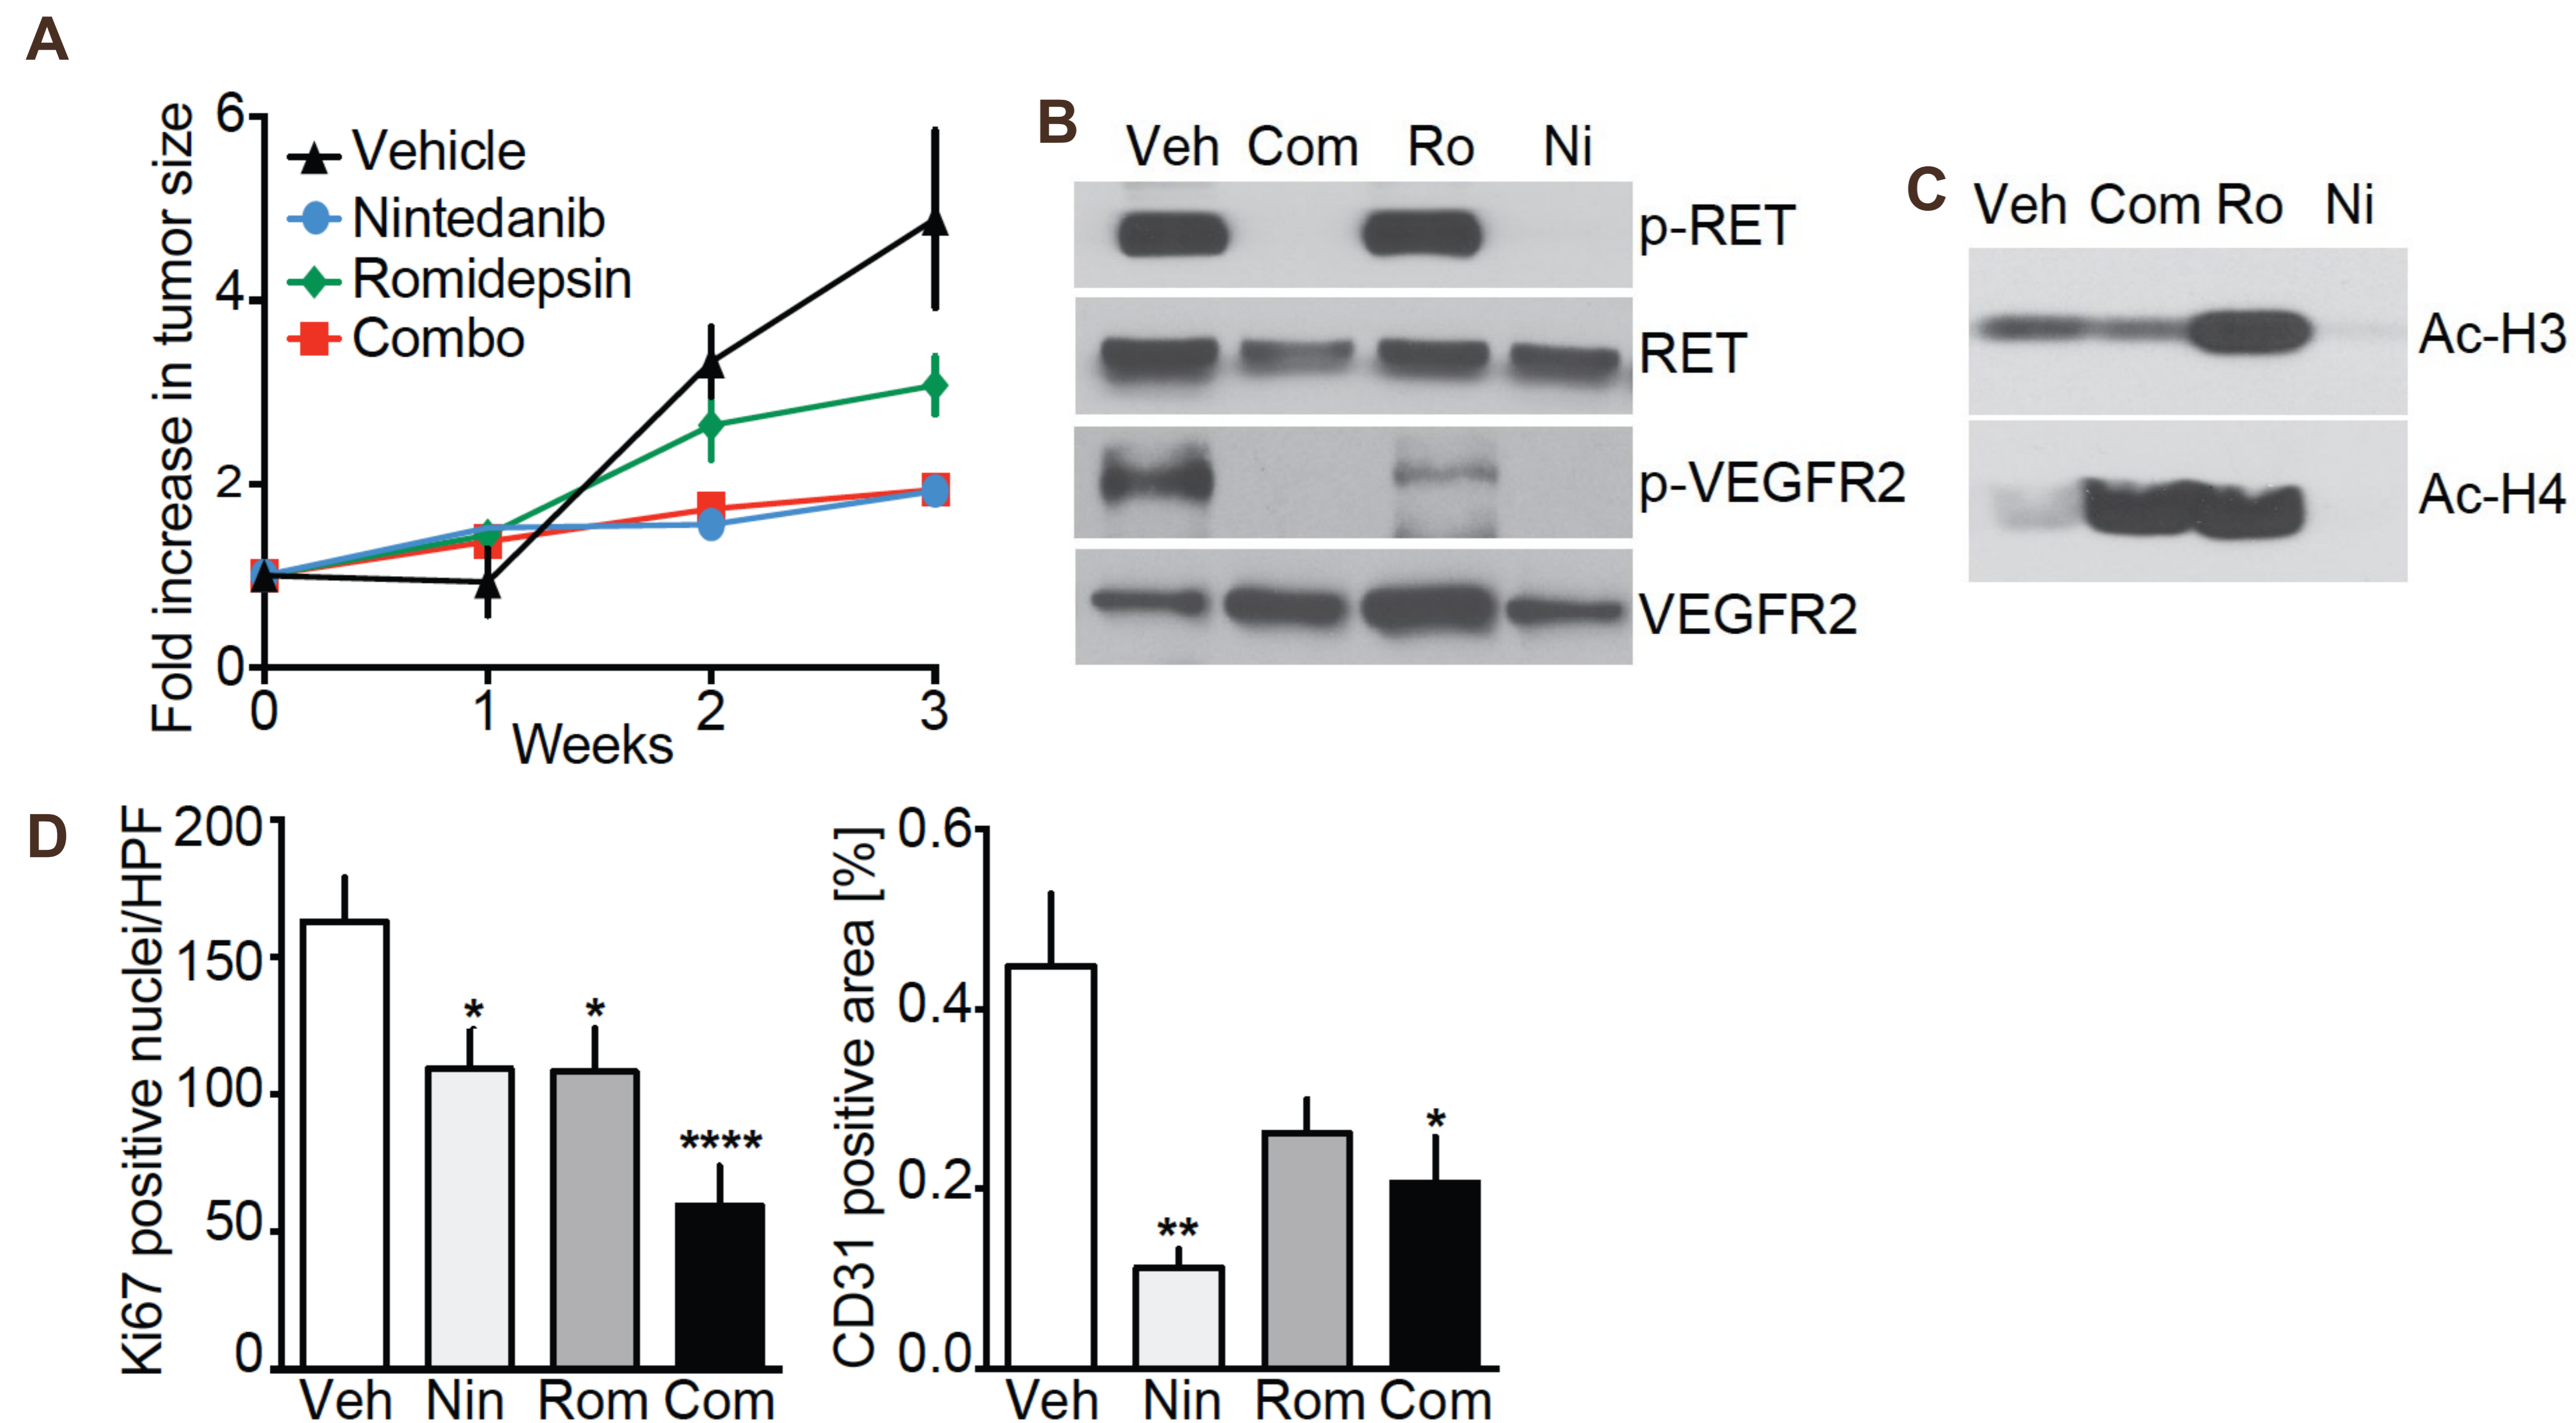 A
Fold increase in tumor size
6
4
2
0
Vehicle
Nintedanib
Romidepsin
Combo
0 1 2 3
Weeks
B
Veh Com Ro Ni
p-RET
RET
p-VEGFR2
VEGFR2
C
Veh Com Ro Ni
Ac-H3
Ac-H4
D
Ki67 positive nuclei/HPF
200
150
100
50
0
* * ****
Veh Nin Rom Com
CD31 positive area [%]
0.6
0.4
0.2
0.0
** *
Veh Nin Rom Com